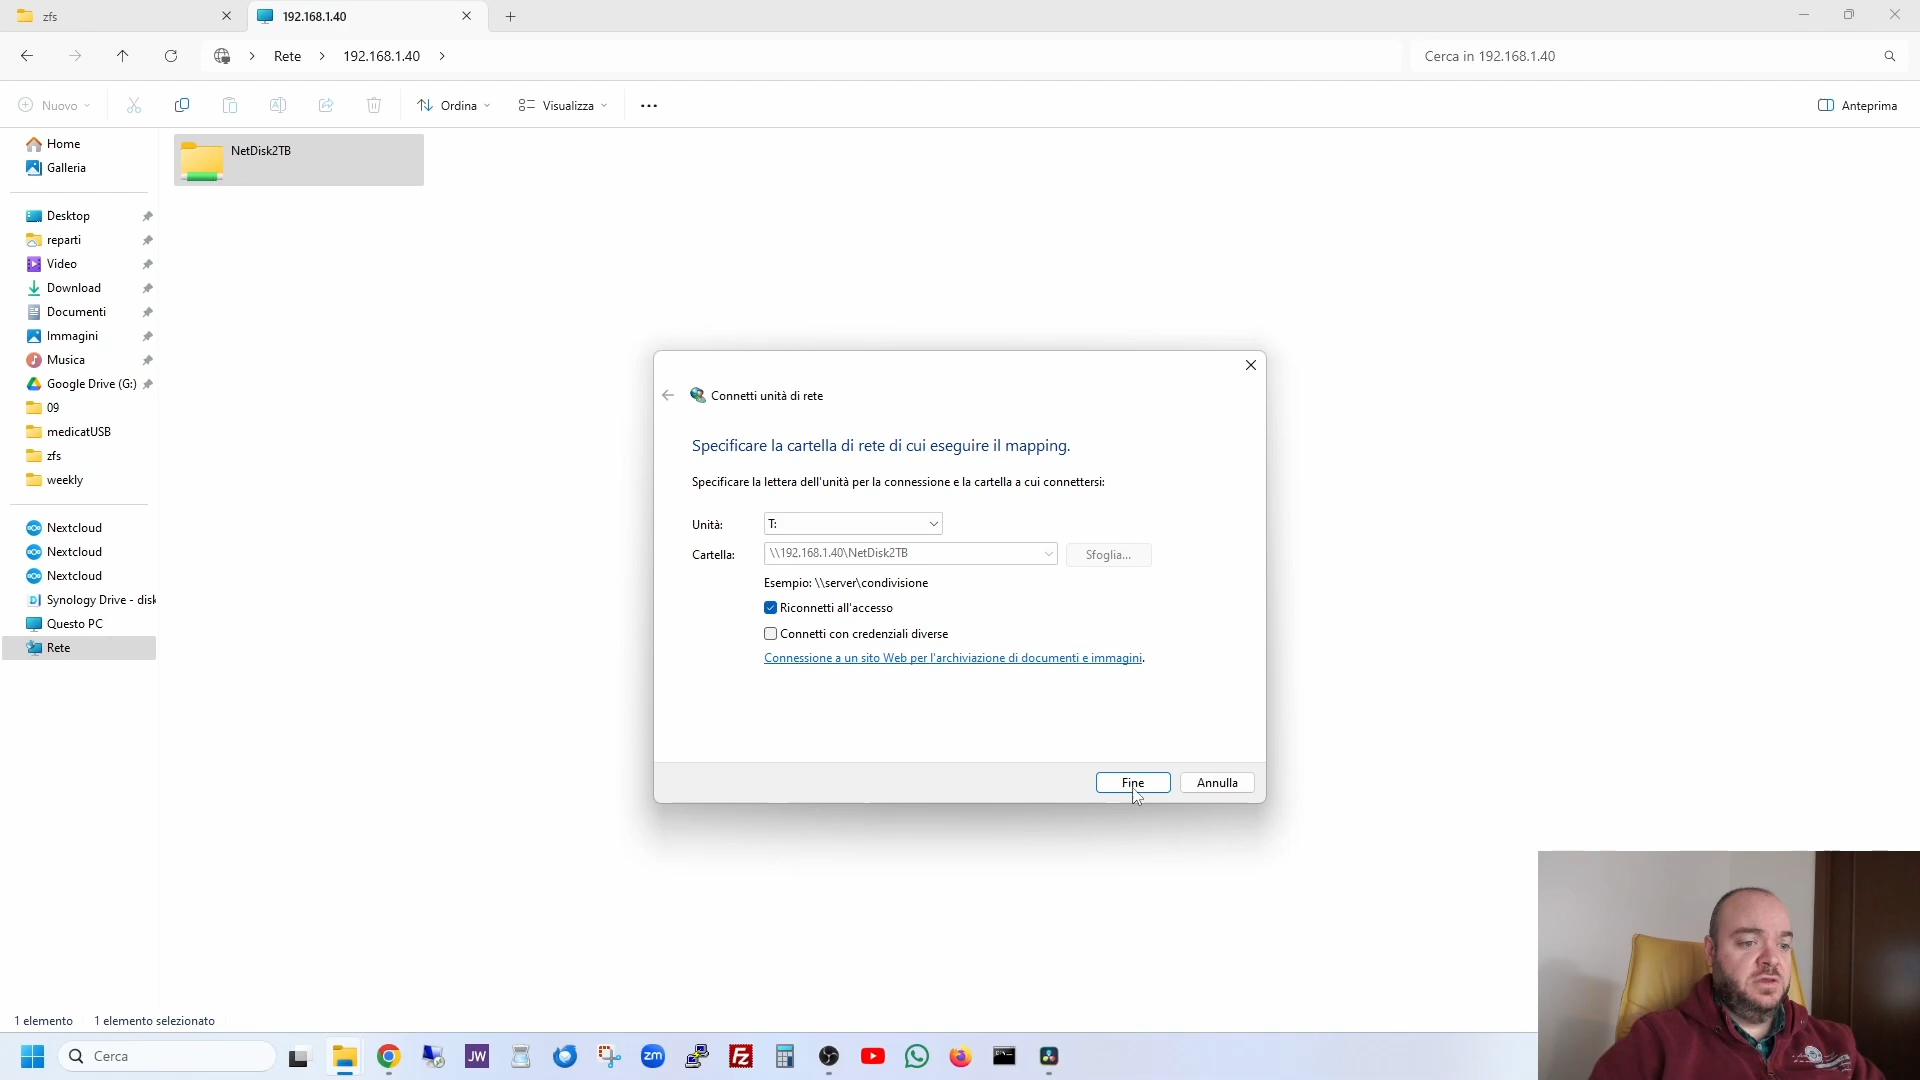 zfs
192.168.1.40
Rete
192.168.1.40
Cerca in 192.168.1.40
Nuovo
Ordina
Visualizza
Anteprima
Home
Galleria
Desktop
reparti
Video
Download
Documenti
Immagini
Musica
Google Drive (G:)
09
medicatUSB
zfs
weekly
Nextcloud
Nextcloud
Nextcloud
Synology Drive - disk
Questo PC
Rete
NetDisk2TB
Connetti unità di rete
Specificare la cartella di rete di cui eseguire il mapping.
Specificare la lettera dell'unità per la connessione e la cartella a cui connettersi:
Unità: T:
Cartella: \\192.168.1.40\NetDisk2TB Sfoglia...
Esempio: \\server\condivisione
Riconnetti all'accesso
Connetti con credenziali diverse
Connessione a un sito Web per l'archiviazione di documenti e immagini.
Fine Annulla
1 elemento 1 elemento selezionato
Cerca
JW
zm
FZ